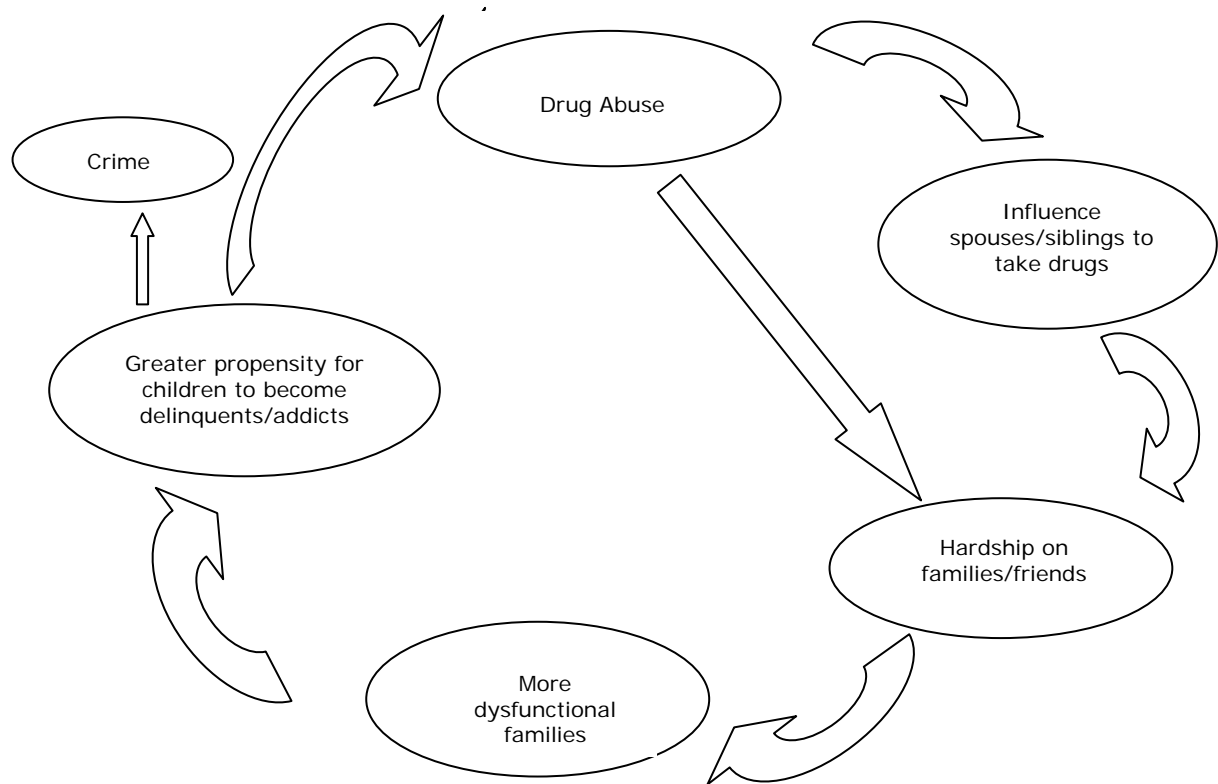 Drug Abuse
Crime
Influence
spouses/siblings to
take drugs
Greater propensity for
children to become
delinquents/addicts
Hardship on
families/friends
More
dysfunctional
families